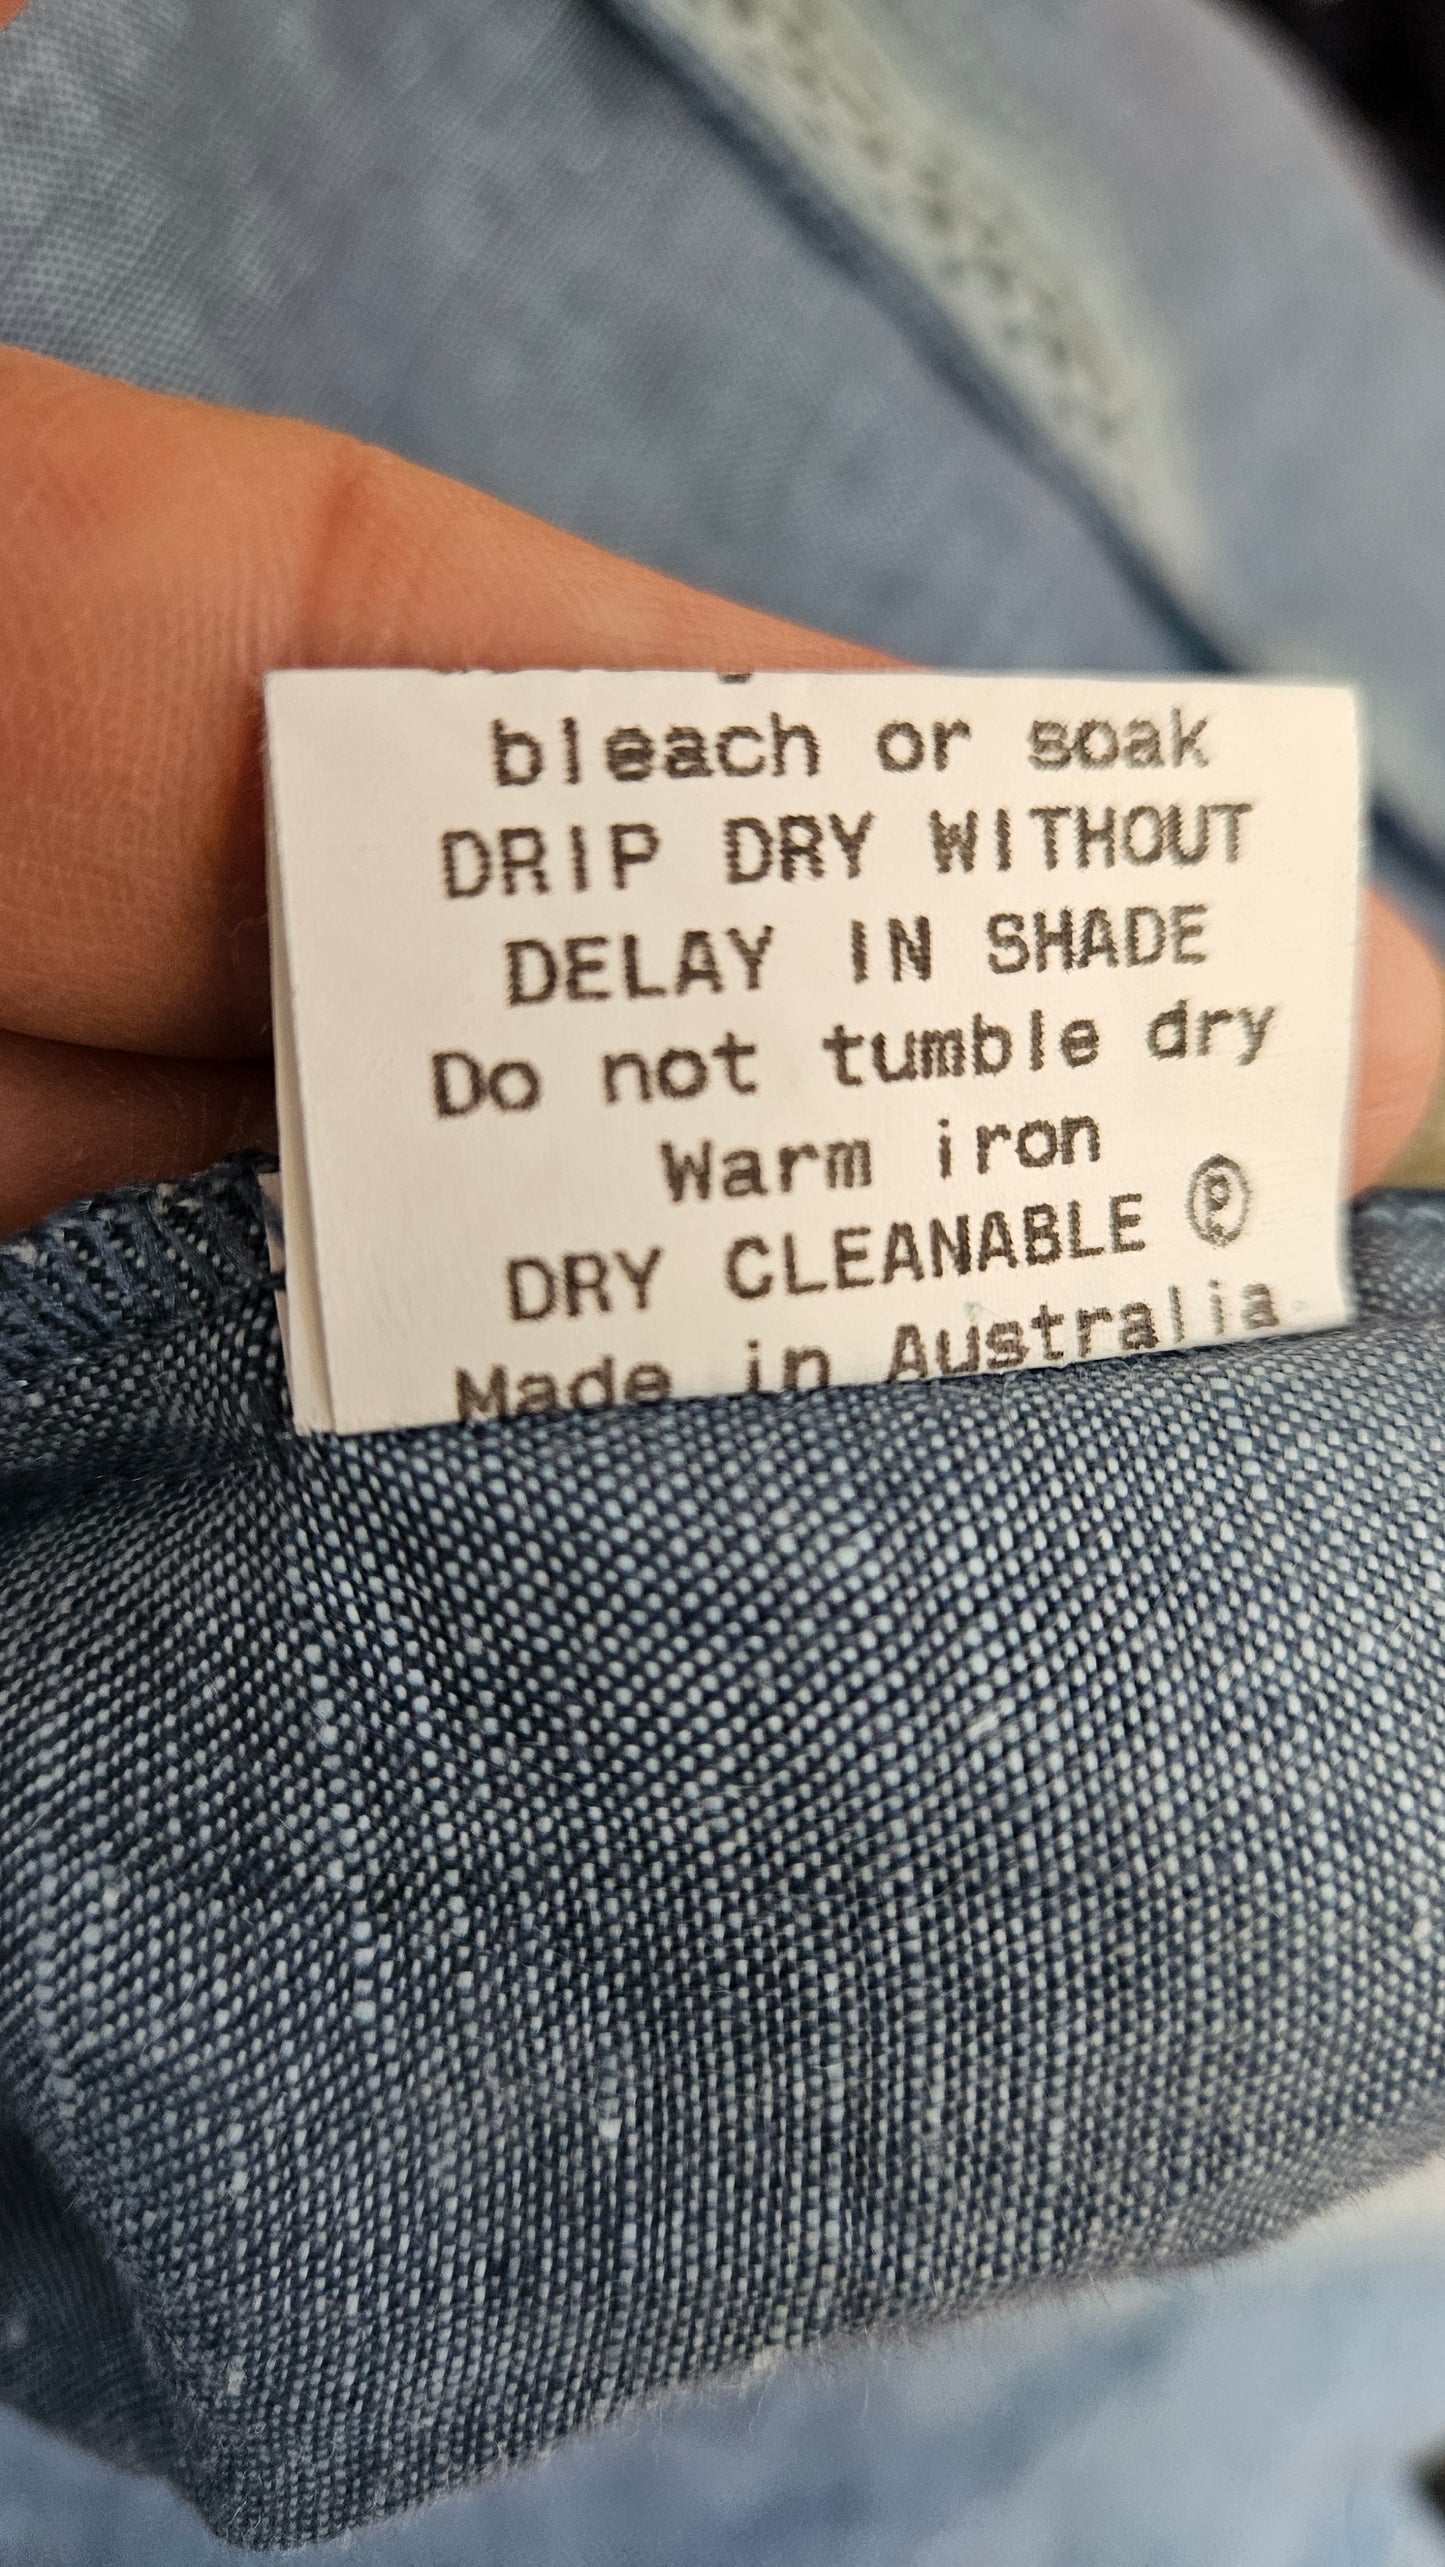 bleach or soak
DRIP DRY WITHOUT
DELAY IN SHADE
Do not tumble dry
Warm iron
DRY CLEANABLE Ⓟ
Made in Australia